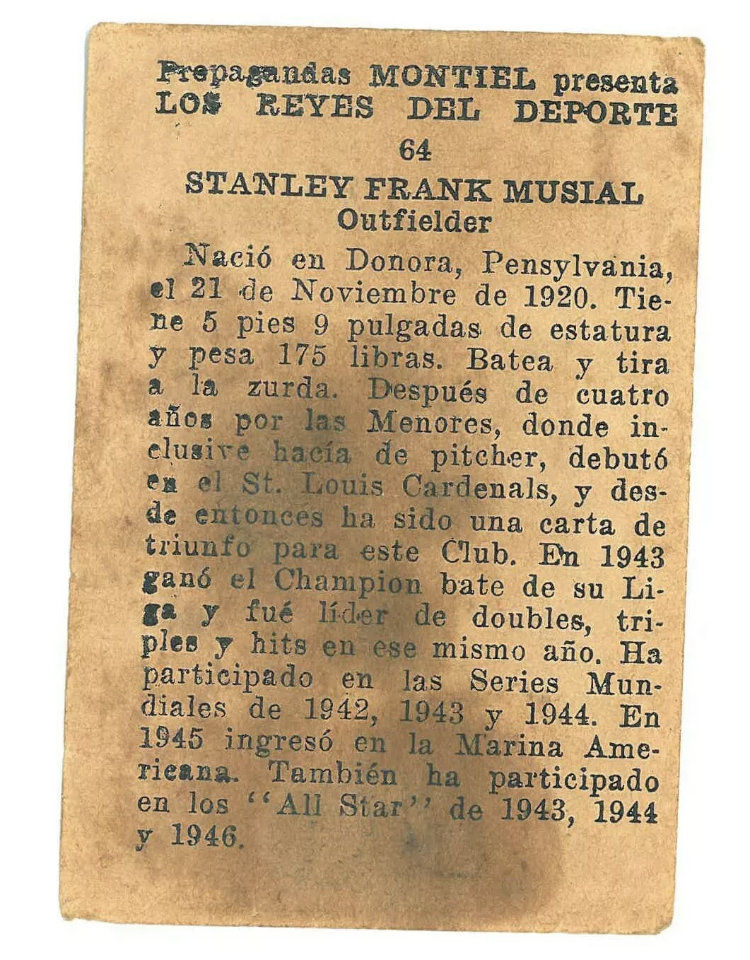 Propagandas MONTIEL presenta
LOS REYES DEL DEPORTE
64
STANLEY FRANK MUSIAL
Outfielder
Nació en Donora, Pensylvania,
el 21 de Noviembre de 1920. Tie-
ne 5 pies 9 pulgadas de estatura
y pesa 175 libras. Batea y tira
a la zurda. Después de cuatro
años por las Menores, donde in-
clusive hacía de pitcher, debutó
en el St. Louis Cardenals, y des-
de entonces ha sido una carta de
triunfo para este Club. En 1943
ganó el Champion bate de su Li-
ga y fué líder de doubles, tri-
ples y hits en ese mismo año. Ha
participado en las Series Mun-
diales de 1942, 1943 y 1944. En
1945 ingresó en la Marina Ame-
ricana. También ha participado
en los “All Star” de 1943, 1944
y 1946.